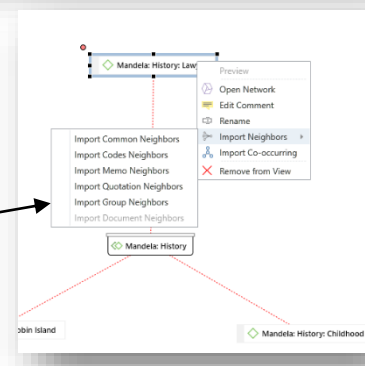 Mandela: History: Law
Preview
Open Network
Edit Comment
Rename
Import Neighbors
Import Co-occurring
Remove from View
Import Common Neighbors
Import Codes Neighbors
Import Memo Neighbors
Import Quotation Neighbors
Import Group Neighbors
Import Document Neighbors
Mandela: History
obin Island
Mandela: History: Childhood